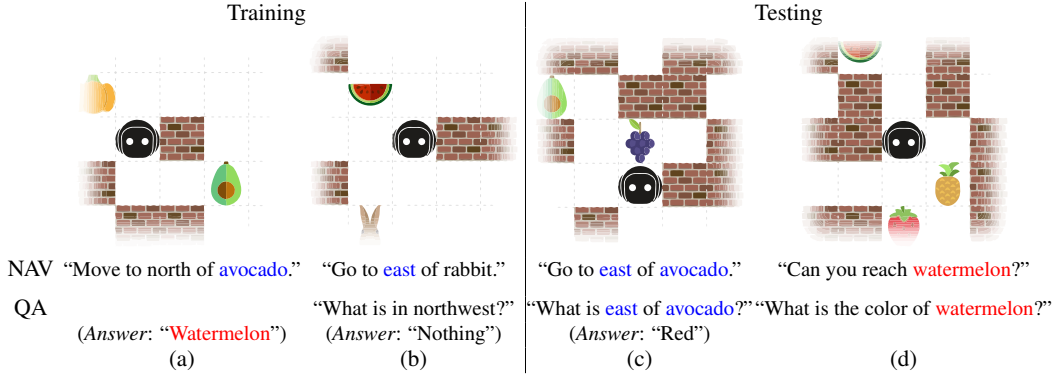 Training
Testing
NAV “Move to north of avocado.” “Go to east of rabbit.” “Go to east of avocado.” “Can you reach watermelon?”
QA “What is in northwest?” “What is east of avocado?” “What is the color of watermelon?”
(Answer: “Watermelon”) (Answer: “Nothing”) (Answer: “Red”)
(a) (b) (c) (d)